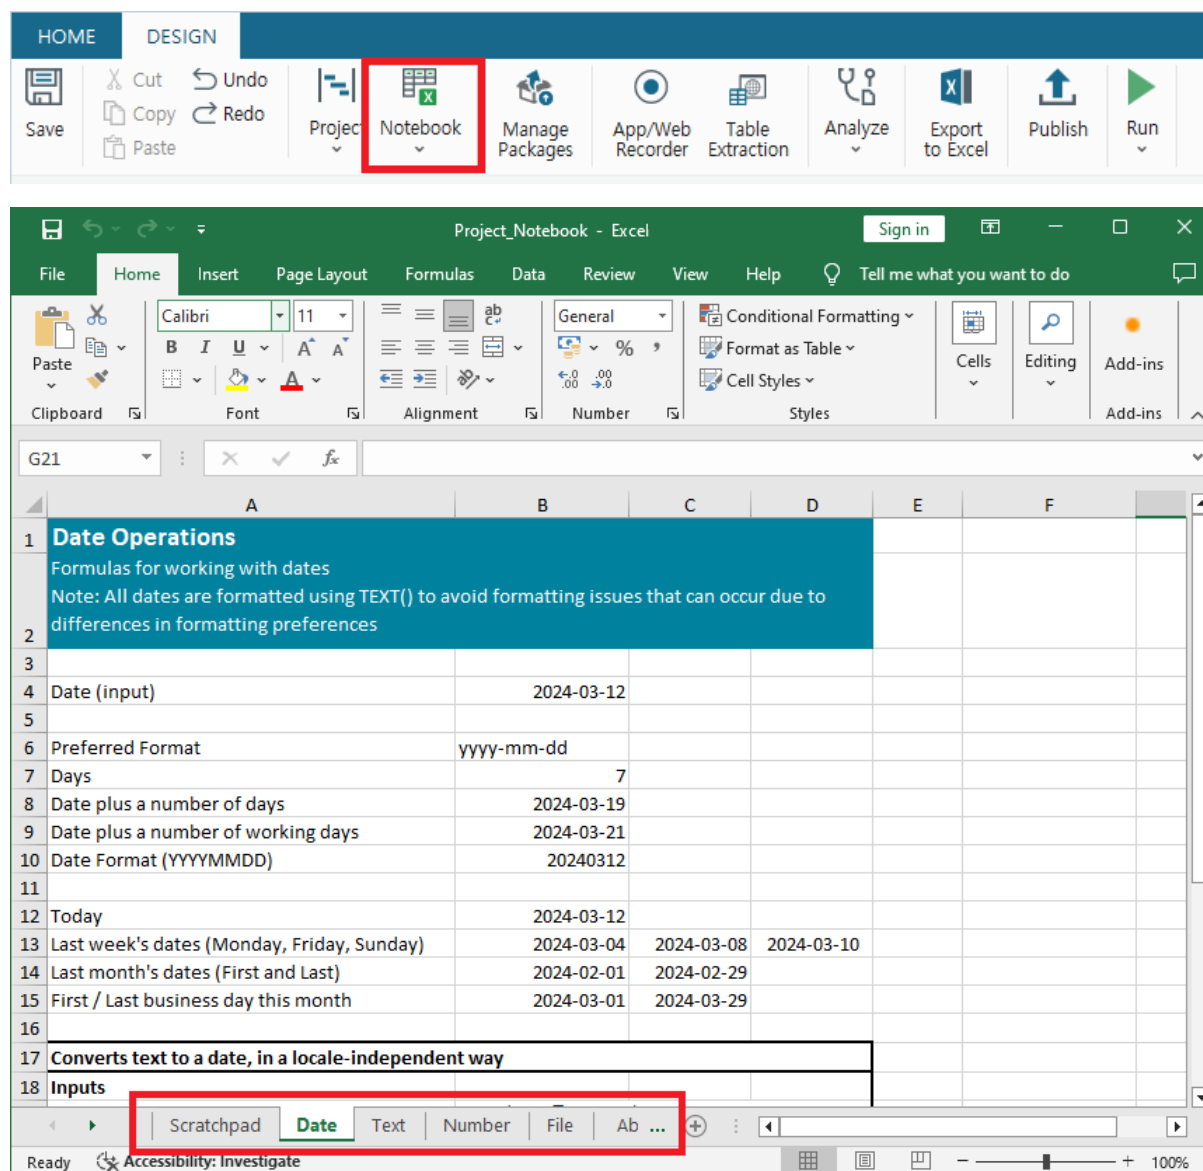 HOME DESIGN
Save Cut Undo Project Notebook Manage Packages App/Web Recorder Table Extraction Analyze Export to Excel Publish Run
Copy Redo
Paste
Project_Notebook - Excel Sign in
File Home Insert Page Layout Formulas Data Review View Help Tell me what you want to do
Paste Calibri 11 ab General Conditional Formatting Cells Editing Add-ins
B I U A A % , Format as Table
A .00 .00 Cell Styles
Clipboard Font Alignment Number Styles Add-ins
G21 fx
A B C D E F
1 Date Operations
Formulas for working with dates
Note: All dates are formatted using TEXT() to avoid formatting issues that can occur due to
2 differences in formatting preferences
3
4 Date (input) 2024-03-12
5
6 Preferred Format yyyy-mm-dd
7 Days 7
8 Date plus a number of days 2024-03-19
9 Date plus a number of working days 2024-03-21
10 Date Format (YYYYMMDD) 20240312
11
12 Today 2024-03-12
13 Last week's dates (Monday, Friday, Sunday) 2024-03-04 2024-03-08 2024-03-10
14 Last month's dates (First and Last) 2024-02-01 2024-02-29
15 First / Last business day this month 2024-03-01 2024-03-29
16
17 Converts text to a date, in a locale-independent way
18 Inputs
Scratchpad Date Text Number File Ab ...
Ready Accessibility: Investigate 100%